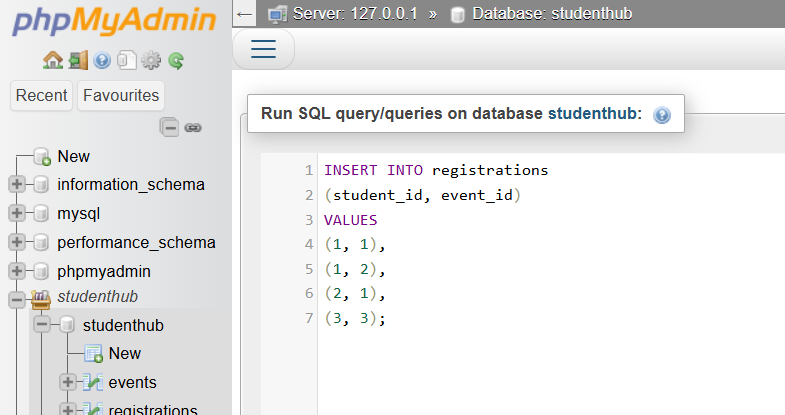 phpMyAdmin
Recent Favourites
New
information_schema
mysql
performance_schema
phpmyadmin
studenthub
studenthub
New
events
registrations
← Server: 127.0.0.1 » Database: studenthub
Run SQL query/queries on database studenthub:
1 INSERT INTO registrations
2 (student_id, event_id)
3 VALUES
4 (1, 1),
5 (1, 2),
6 (2, 1),
7 (3, 3);